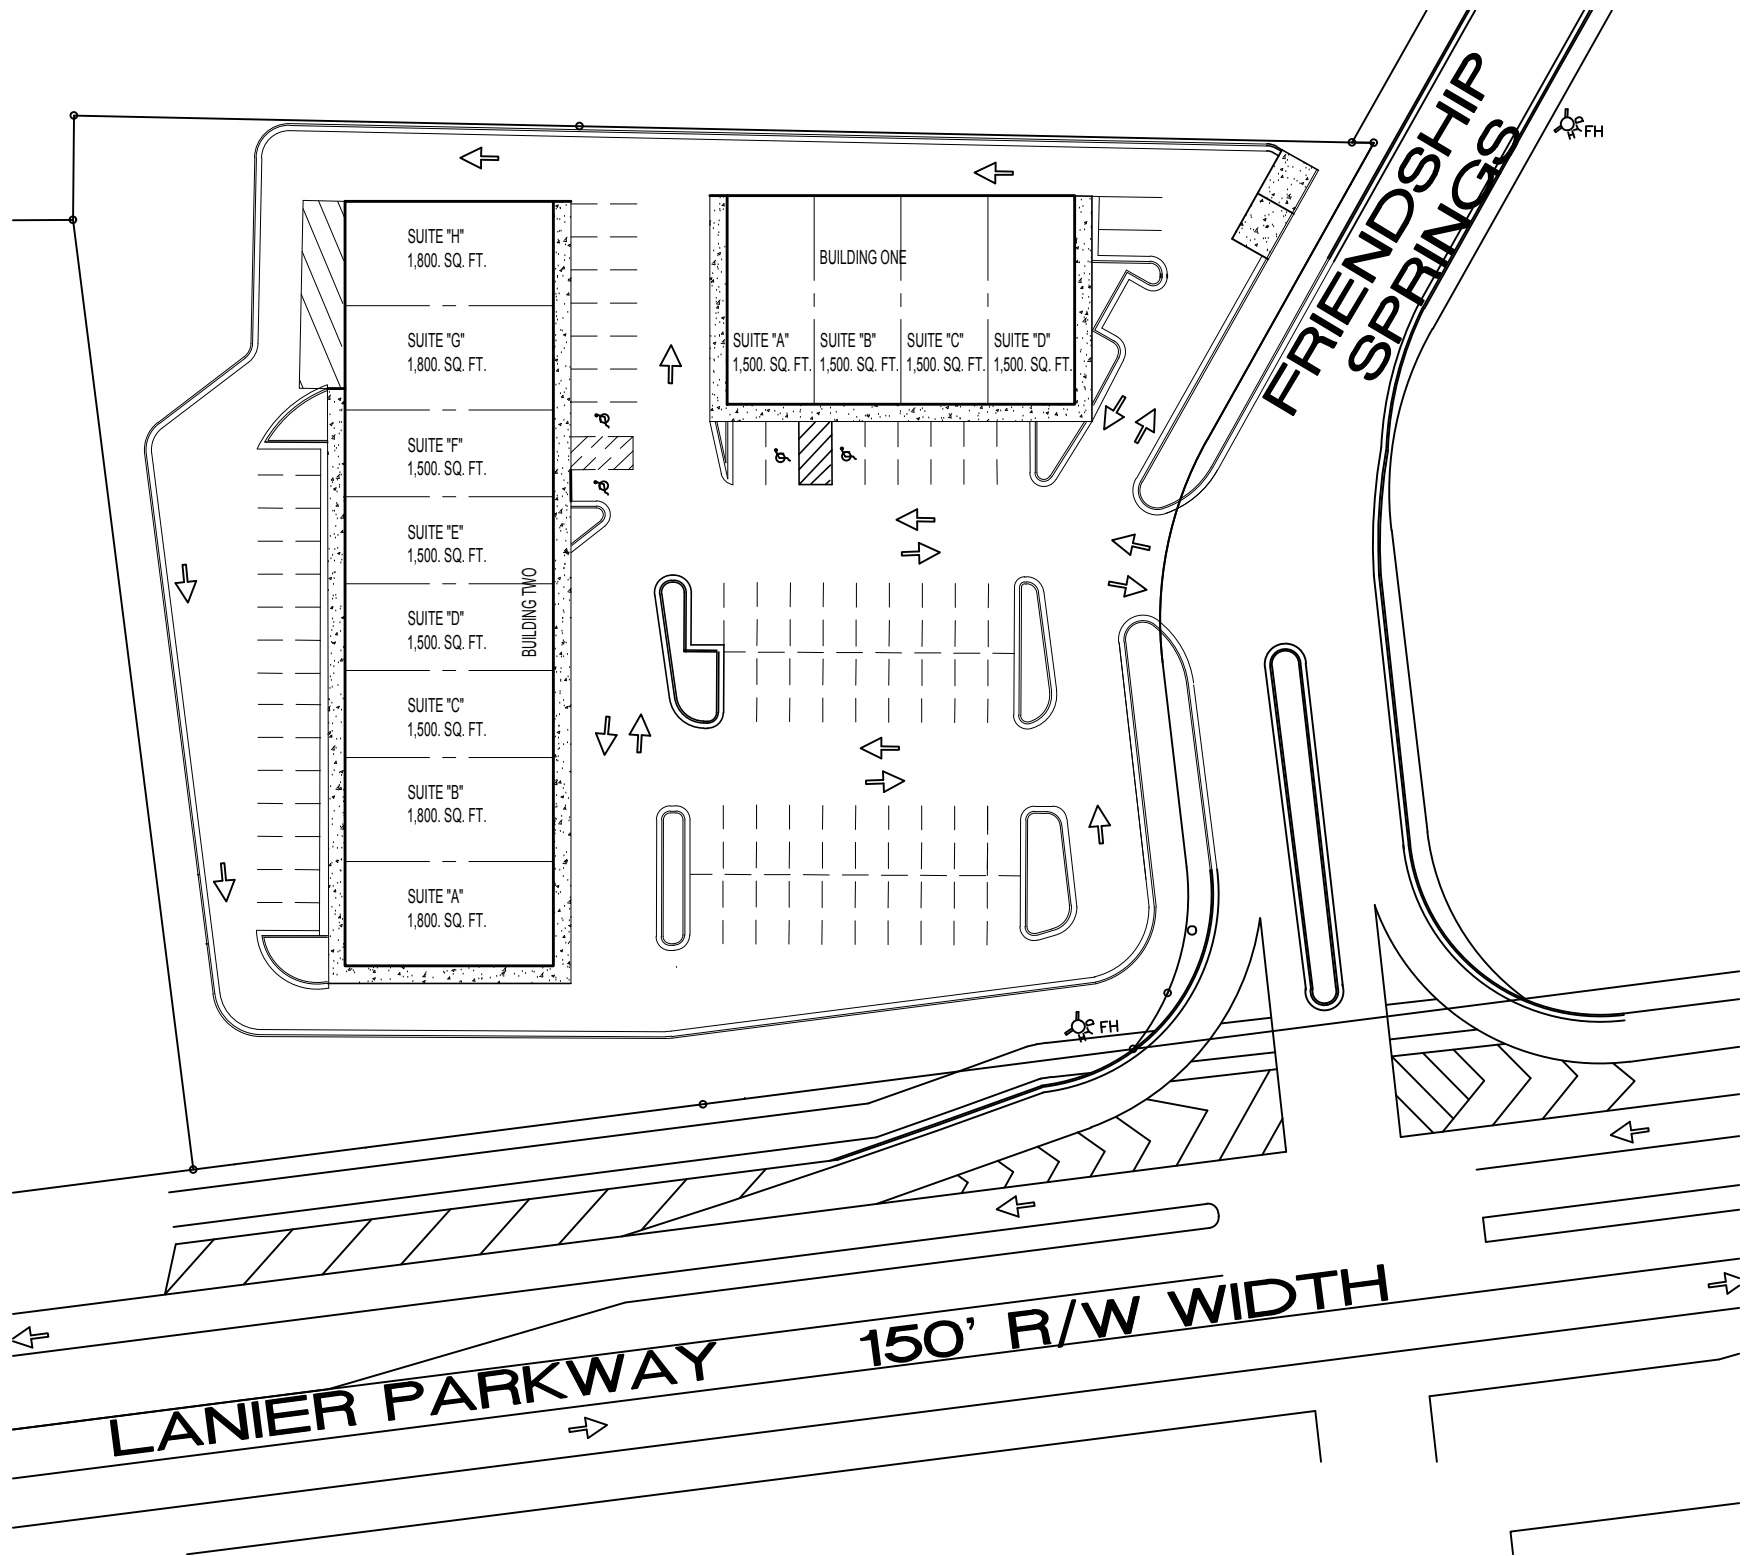 FRIENDSHIP
SPRINGS
FH
SUITE "H"
1,800. SQ. FT.
SUITE "G"
1,800. SQ. FT.
SUITE "F"
1,500. SQ. FT.
SUITE "E"
1,500. SQ. FT.
SUITE "D"
1,500. SQ. FT.
SUITE "C"
1,500. SQ. FT.
SUITE "B"
1,800. SQ. FT.
SUITE "A"
1,800. SQ. FT.
BUILDING TWO
BUILDING ONE
SUITE "A"
1,500. SQ. FT.
SUITE "B"
1,500. SQ. FT.
SUITE "C"
1,500. SQ. FT.
SUITE "D"
1,500. SQ. FT.
FH
LANIER PARKWAY 150' R/W WIDTH